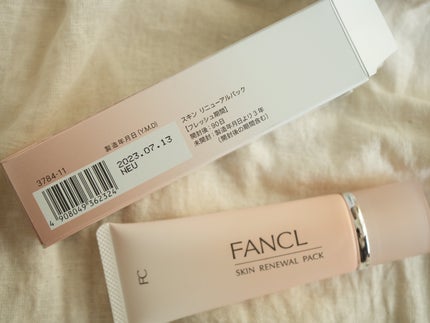 スキン リニューアルパック
[フレッシュ期間]
開封後：90日
未開封：製造年月日より3年
(開封後の期間含む)
製造年月日(Y.M.D)
2023.07.13
NEU
3784-11
4 908049 362324
FANCL
SKIN RENEWAL PACK
FC